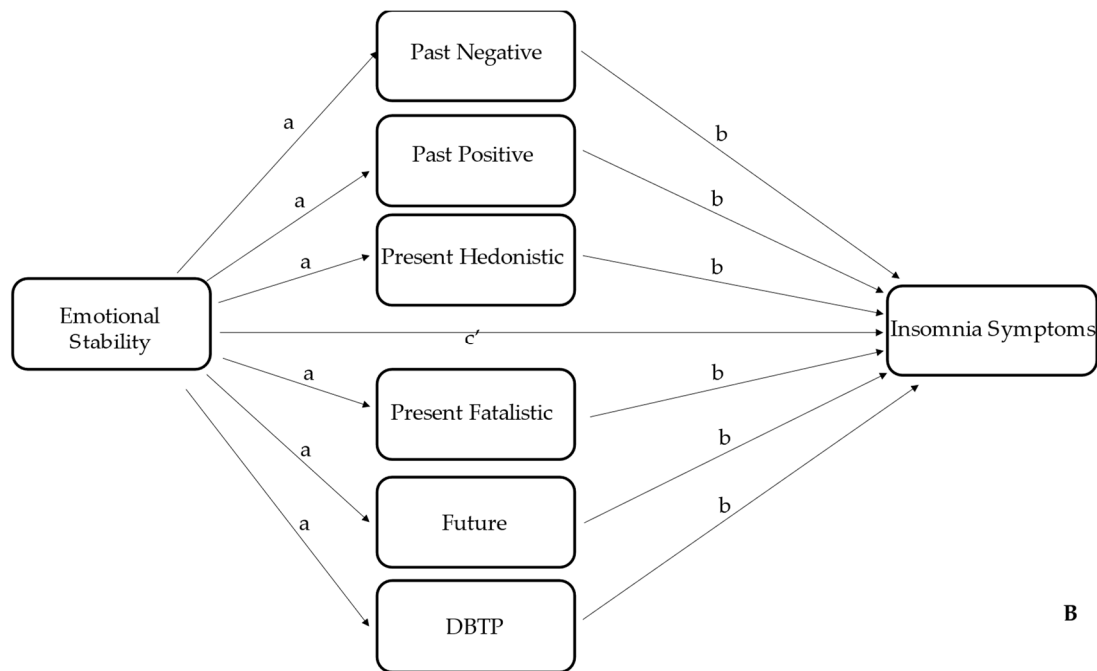 Past Negative
a
b
Past Positive
a
b
Present Hedonistic
a
b
Emotional
Stability
c′
Insomnia Symptoms
a
Present Fatalistic
b
a
Future
b
a
DBTP
b
B